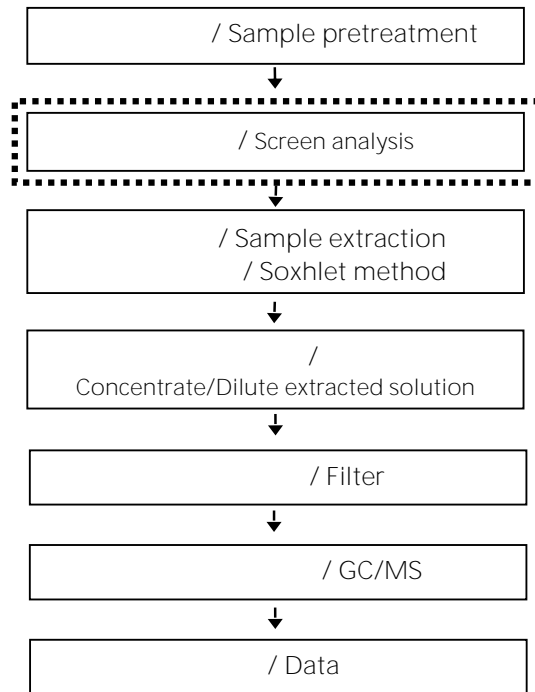 / Sample pretreatment
/ Screen analysis
/ Sample extraction
/ Soxhlet method
/
Concentrate/Dilute extracted solution
/ Filter
/ GC/MS
/ Data